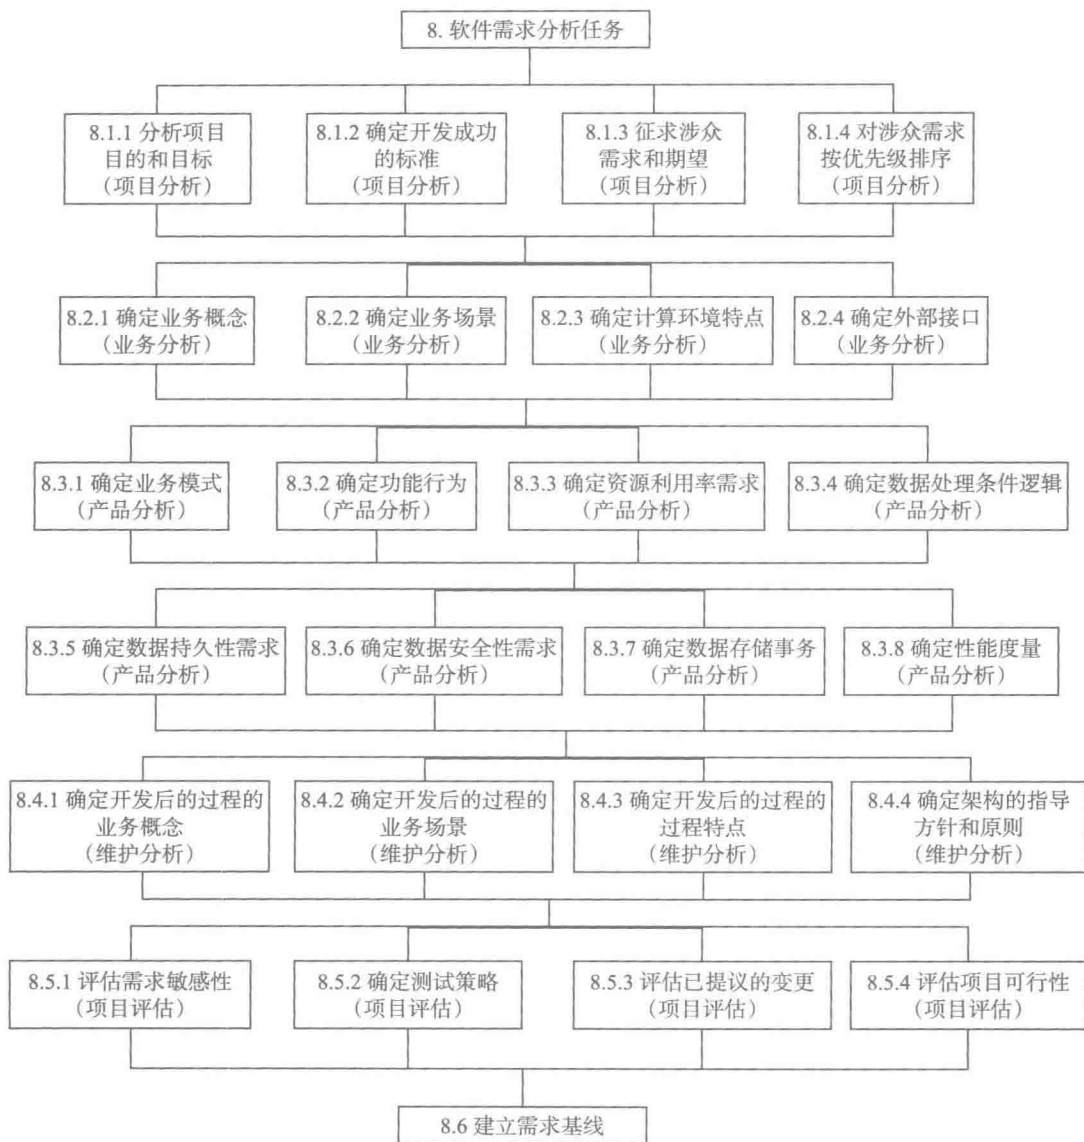 8. 软件需求分析任务
8.1.1 分析项目
目的和目标
（项目分析）
8.1.2 确定开发成功
的标准
（项目分析）
8.1.3 征求涉众
需求和期望
（项目分析）
8.1.4 对涉众需求
按优先级排序
（项目分析）
8.2.1 确定业务概念
（业务分析）
8.2.2 确定业务场景
（业务分析）
8.2.3 确定计算环境特点
（业务分析）
8.2.4 确定外部接口
（业务分析）
8.3.1 确定业务模式
（产品分析）
8.3.2 确定功能行为
（产品分析）
8.3.3 确定资源利用率需求
（产品分析）
8.3.4 确定数据处理条件逻辑
（产品分析）
8.3.5 确定数据持久性需求
（产品分析）
8.3.6 确定数据安全性需求
（产品分析）
8.3.7 确定数据存储事务
（产品分析）
8.3.8 确定性能度量
（产品分析）
8.4.1 确定开发后的过程的
业务概念
（维护分析）
8.4.2 确定开发后的过程的
业务场景
（维护分析）
8.4.3 确定开发后的过程的
过程特点
（维护分析）
8.4.4 确定架构的指导
方针和原则
（维护分析）
8.5.1 评估需求敏感性
（项目评估）
8.5.2 确定测试策略
（项目评估）
8.5.3 评估已提议的变更
（项目评估）
8.5.4 评估项目可行性
（项目评估）
8.6 建立需求基线